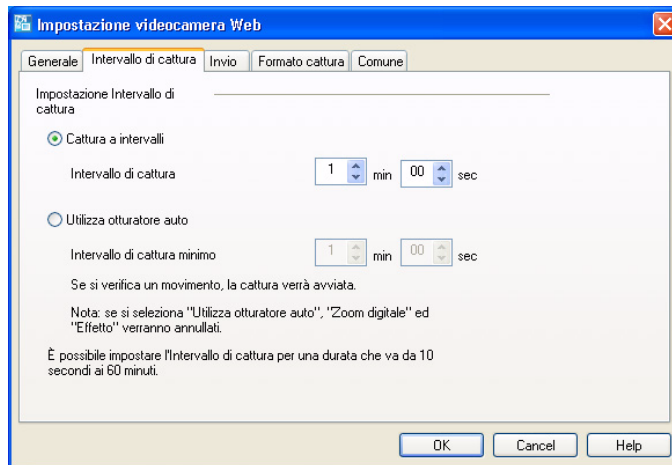 Impostazione videocamera Web
Generale Intervallo di cattura Invio Formato cattura Comune
Impostazione Intervallo di
cattura
Cattura a intervalli
Intervallo di cattura 1 min 00 sec
Utilizza otturatore auto
Intervallo di cattura minimo 1 min 00 sec
Se si verifica un movimento, la cattura verrà avviata.
Nota: se si seleziona "Utilizza otturatore auto", "Zoom digitale" ed
"Effetto" verranno annullati.
È possibile impostare l'Intervallo di cattura per una durata che va da 10
secondi ai 60 minuti.
OK Cancel Help